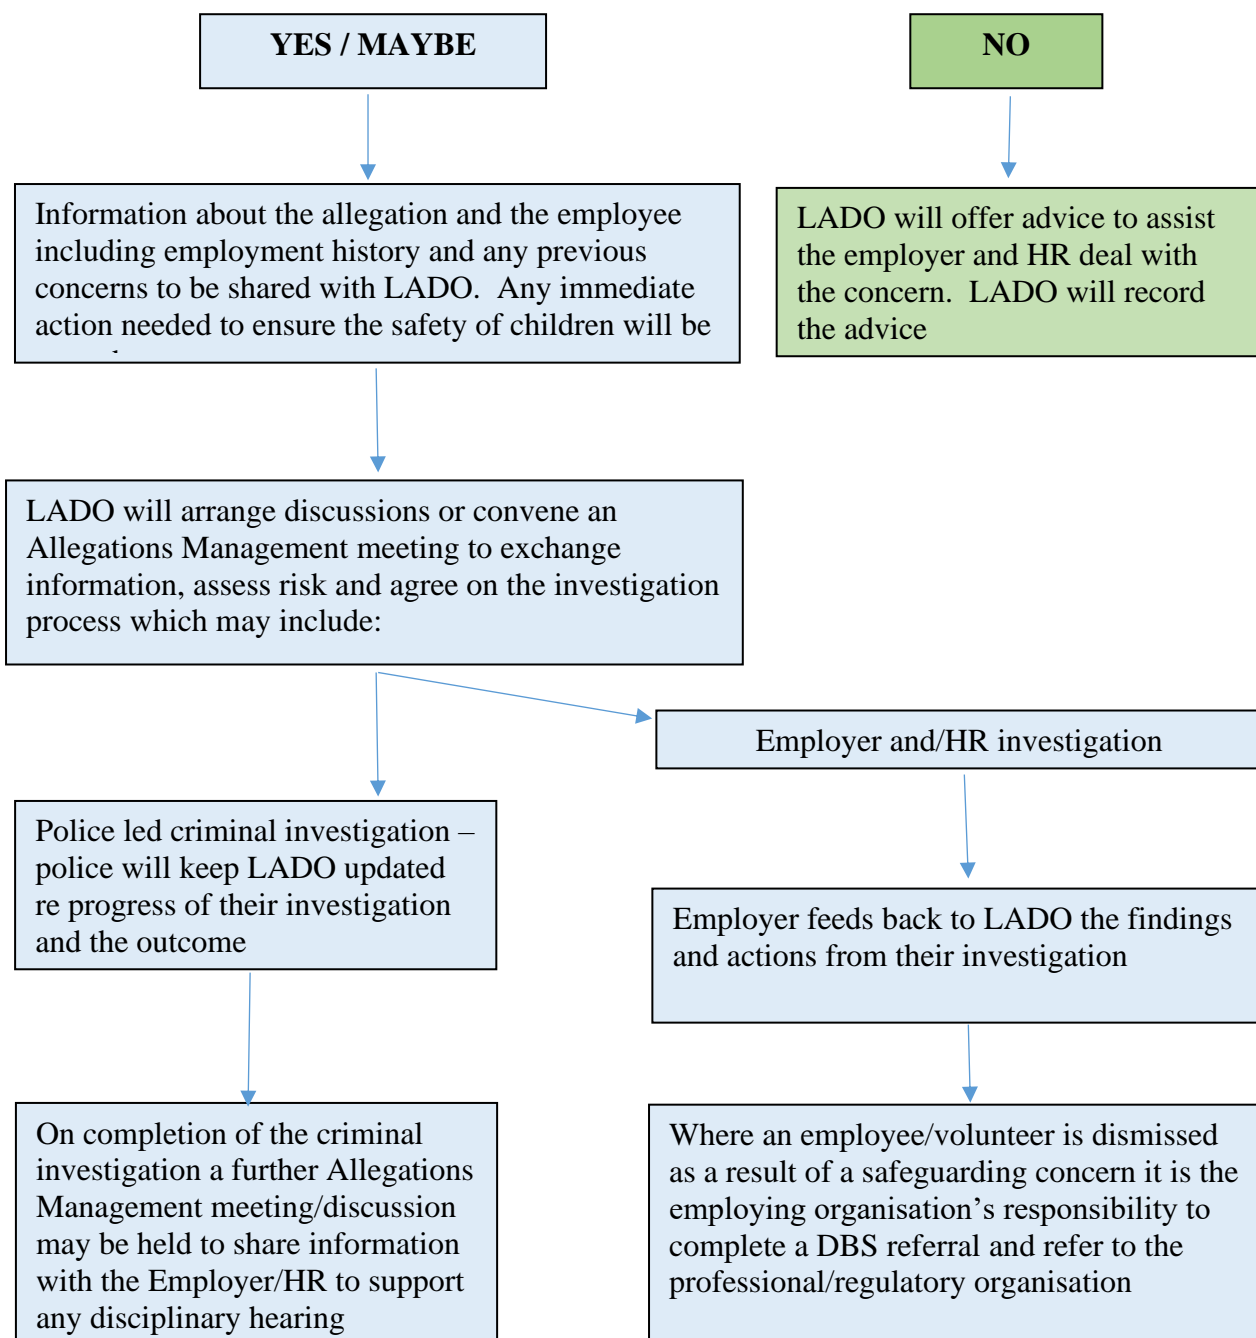 YES / MAYBE
NO
Information about the allegation and the employee
including employment history and any previous
concerns to be shared with LADO.  Any immediate
action needed to ensure the safety of children will be
LADO will offer advice to assist
the employer and HR deal with
the concern.  LADO will record
the advice
LADO will arrange discussions or convene an
Allegations Management meeting to exchange
information, assess risk and agree on the investigation
process which may include:
Employer and/HR investigation
Police led criminal investigation –
police will keep LADO updated
re progress of their investigation
and the outcome
Employer feeds back to LADO the findings
and actions from their investigation
On completion of the criminal
investigation a further Allegations
Management meeting/discussion
may be held to share information
with the Employer/HR to support
any disciplinary hearing
Where an employee/volunteer is dismissed
as a result of a safeguarding concern it is the
employing organisation’s responsibility to
complete a DBS referral and refer to the
professional/regulatory organisation